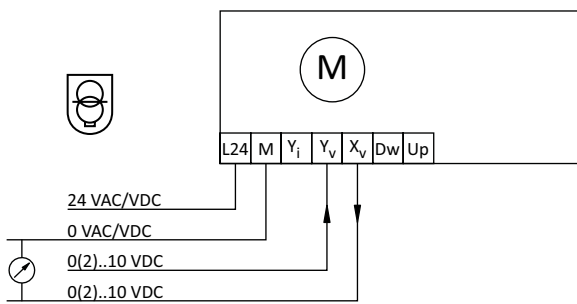 M
L24 M Yi Yv Xv Dw Up
24 VAC/VDC
0 VAC/VDC
0(2)..10 VDC
0(2)..10 VDC